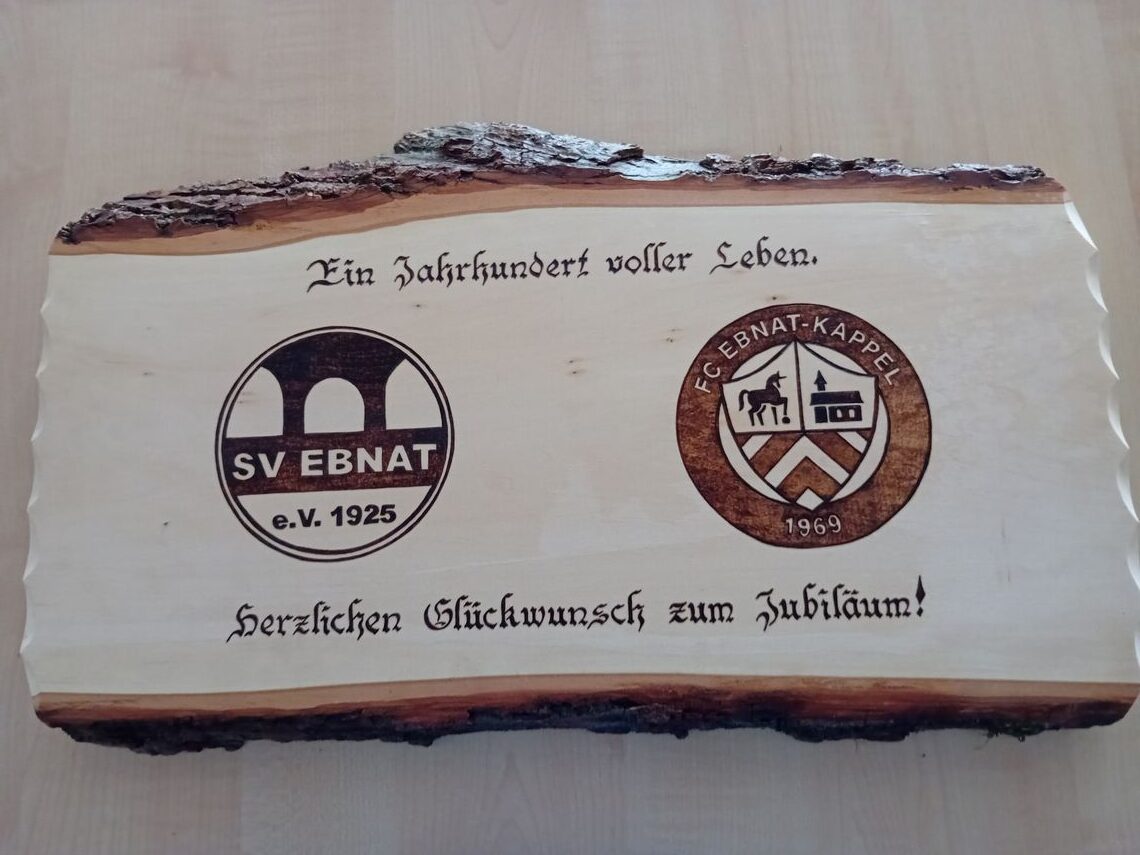 Ein Jahrhundert voller Leben.
SV EBNAT
e.V. 1925
FC EBNAT-KAPPEL
1969
Herzlichen Glückwunsch zum Jubiläum!